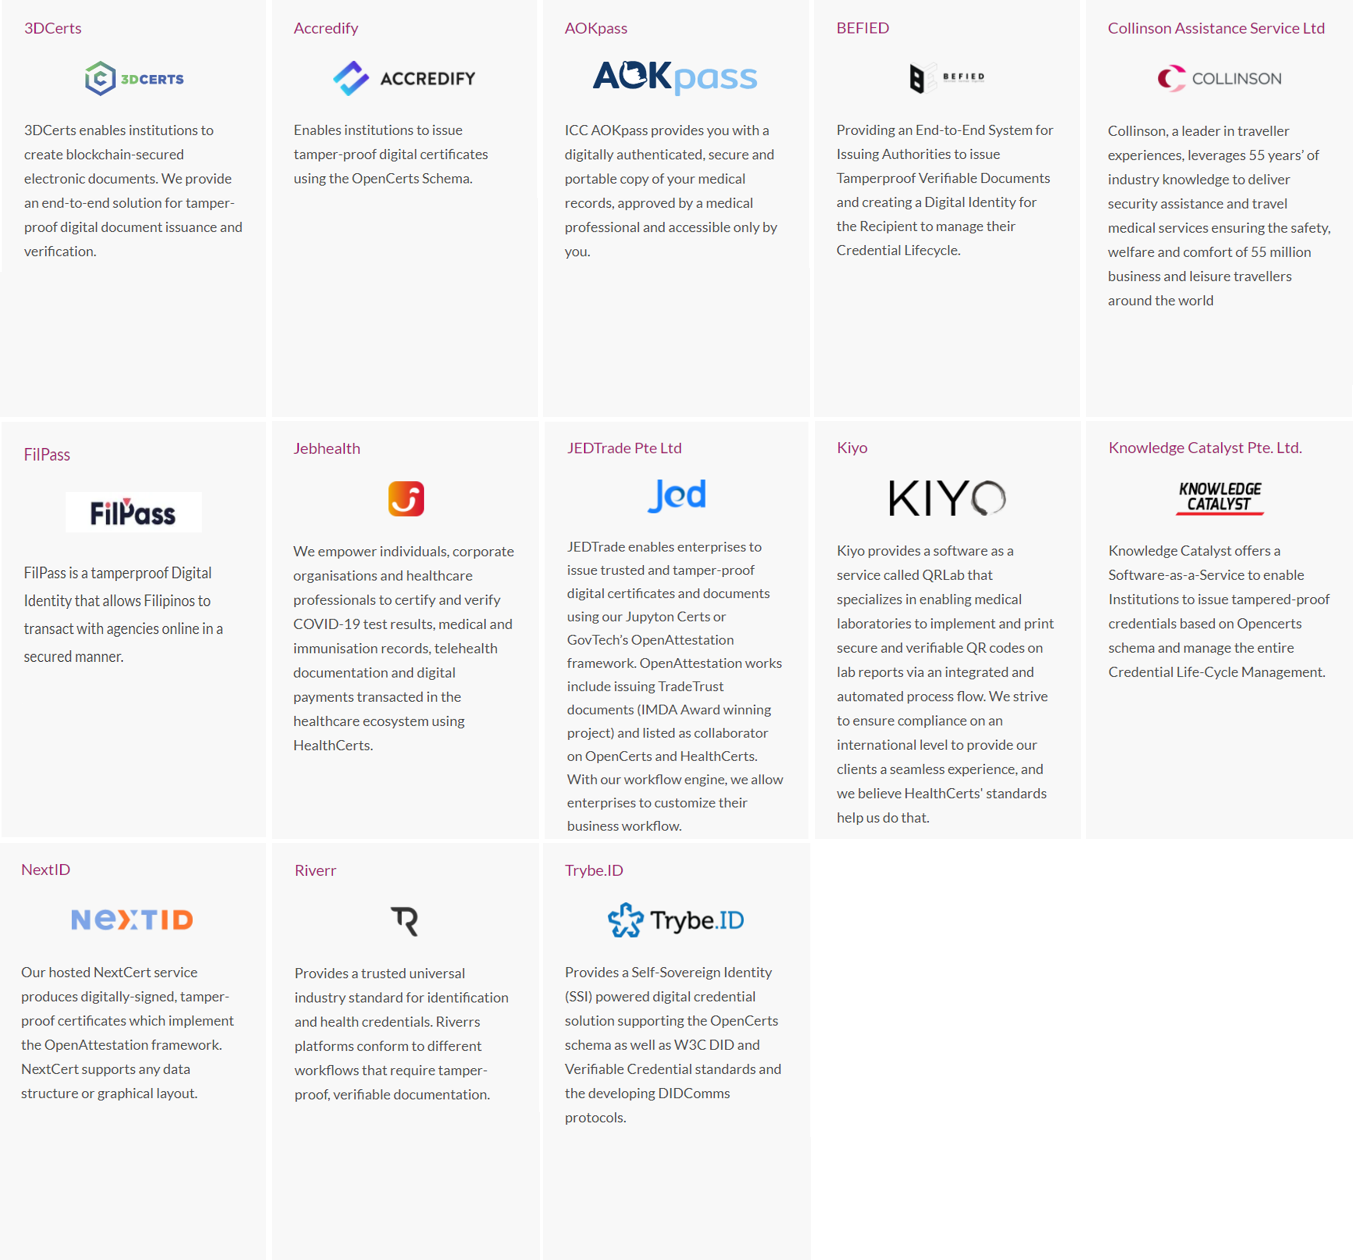 3DCerts
3DCERTS
3DCerts enables institutions to
create blockchain-secured
electronic documents. We provide
an end-to-end solution for tamper-
proof digital document issuance and
verification.
Accredify
ACCREDIFY
Enables institutions to issue
tamper-proof digital certificates
using the OpenCerts Schema.
AOKpass
AOKpass
ICC AOKpass provides you with a
digitally authenticated, secure and
portable copy of your medical
records, approved by a medical
professional and accessible only by
you.
BEFIED
BEFIED
Providing an End-to-End System for
Issuing Authorities to issue
Tamperproof Verifiable Documents
and creating a Digital Identity for
the Recipient to manage their
Credential Lifecycle.
Collinson Assistance Service Ltd
COLLINSON
Collinson, a leader in traveller
experiences, leverages 55 years' of
industry knowledge to deliver
security assistance and travel
medical services ensuring the safety,
welfare and comfort of 55 million
business and leisure travellers
around the world
FilPass
FilPass
FilPass is a tamperproof Digital
Identity that allows Filipinos to
transact with agencies online in a
secured manner.
Jebhealth
We empower individuals, corporate
organisations and healthcare
professionals to certify and verify
COVID-19 test results, medical and
immunisation records, telehealth
documentation and digital
payments transacted in the
healthcare ecosystem using
HealthCerts.
JEDTrade Pte Ltd
Jed
JEDTrade enables enterprises to
issue trusted and tamper-proof
digital certificates and documents
using our Jupyton Certs or
GovTech's OpenAttestation
framework. OpenAttestation works
include issuing TradeTrust
documents (IMDA Award winning
project) and listed as collaborator
on OpenCerts and HealthCerts.
With our workflow engine, we allow
enterprises to customize their
business workflow.
Kiyo
KIYO
Kiyo provides a software as a
service called QRLab that
specializes in enabling medical
laboratories to implement and print
secure and verifiable QR codes on
lab reports via an integrated and
automated process flow. We strive
to ensure compliance on an
international level to provide our
clients a seamless experience, and
we believe HealthCerts' standards
help us do that.
Knowledge Catalyst Pte. Ltd.
KNOWLEDGE
CATALYST
Knowledge Catalyst offers a
Software-as-a-Service to enable
Institutions to issue tampered-proof
credentials based on Opencerts
schema and manage the entire
Credential Life-Cycle Management.
NextID
NeXTID
Our hosted NextCert service
produces digitally-signed, tamper-
proof certificates which implement
the OpenAttestation framework.
NextCert supports any data
structure or graphical layout.
Riverr
Provides a trusted universal
industry standard for identification
and health credentials. Riverrs
platforms conform to different
workflows that require tamper-
proof, verifiable documentation.
Trybe.ID
Trybe.ID
Provides a Self-Sovereign Identity
(SSI) powered digital credential
solution supporting the OpenCerts
schema as well as W3C DID and
Verifiable Credential standards and
the developing DIDComms
protocols.